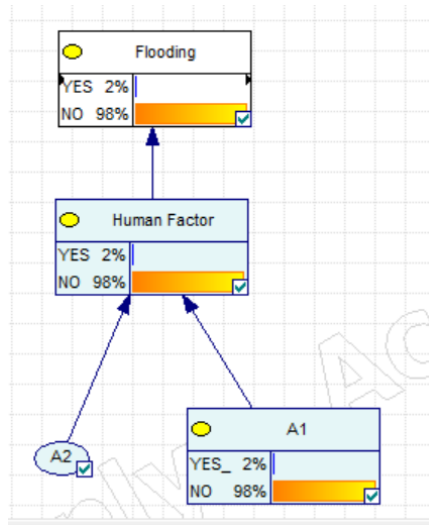 Flooding
YES 2%
NO 98%
Human Factor
YES 2%
NO 98%
A2
A1
YES_ 2%
NO 98%